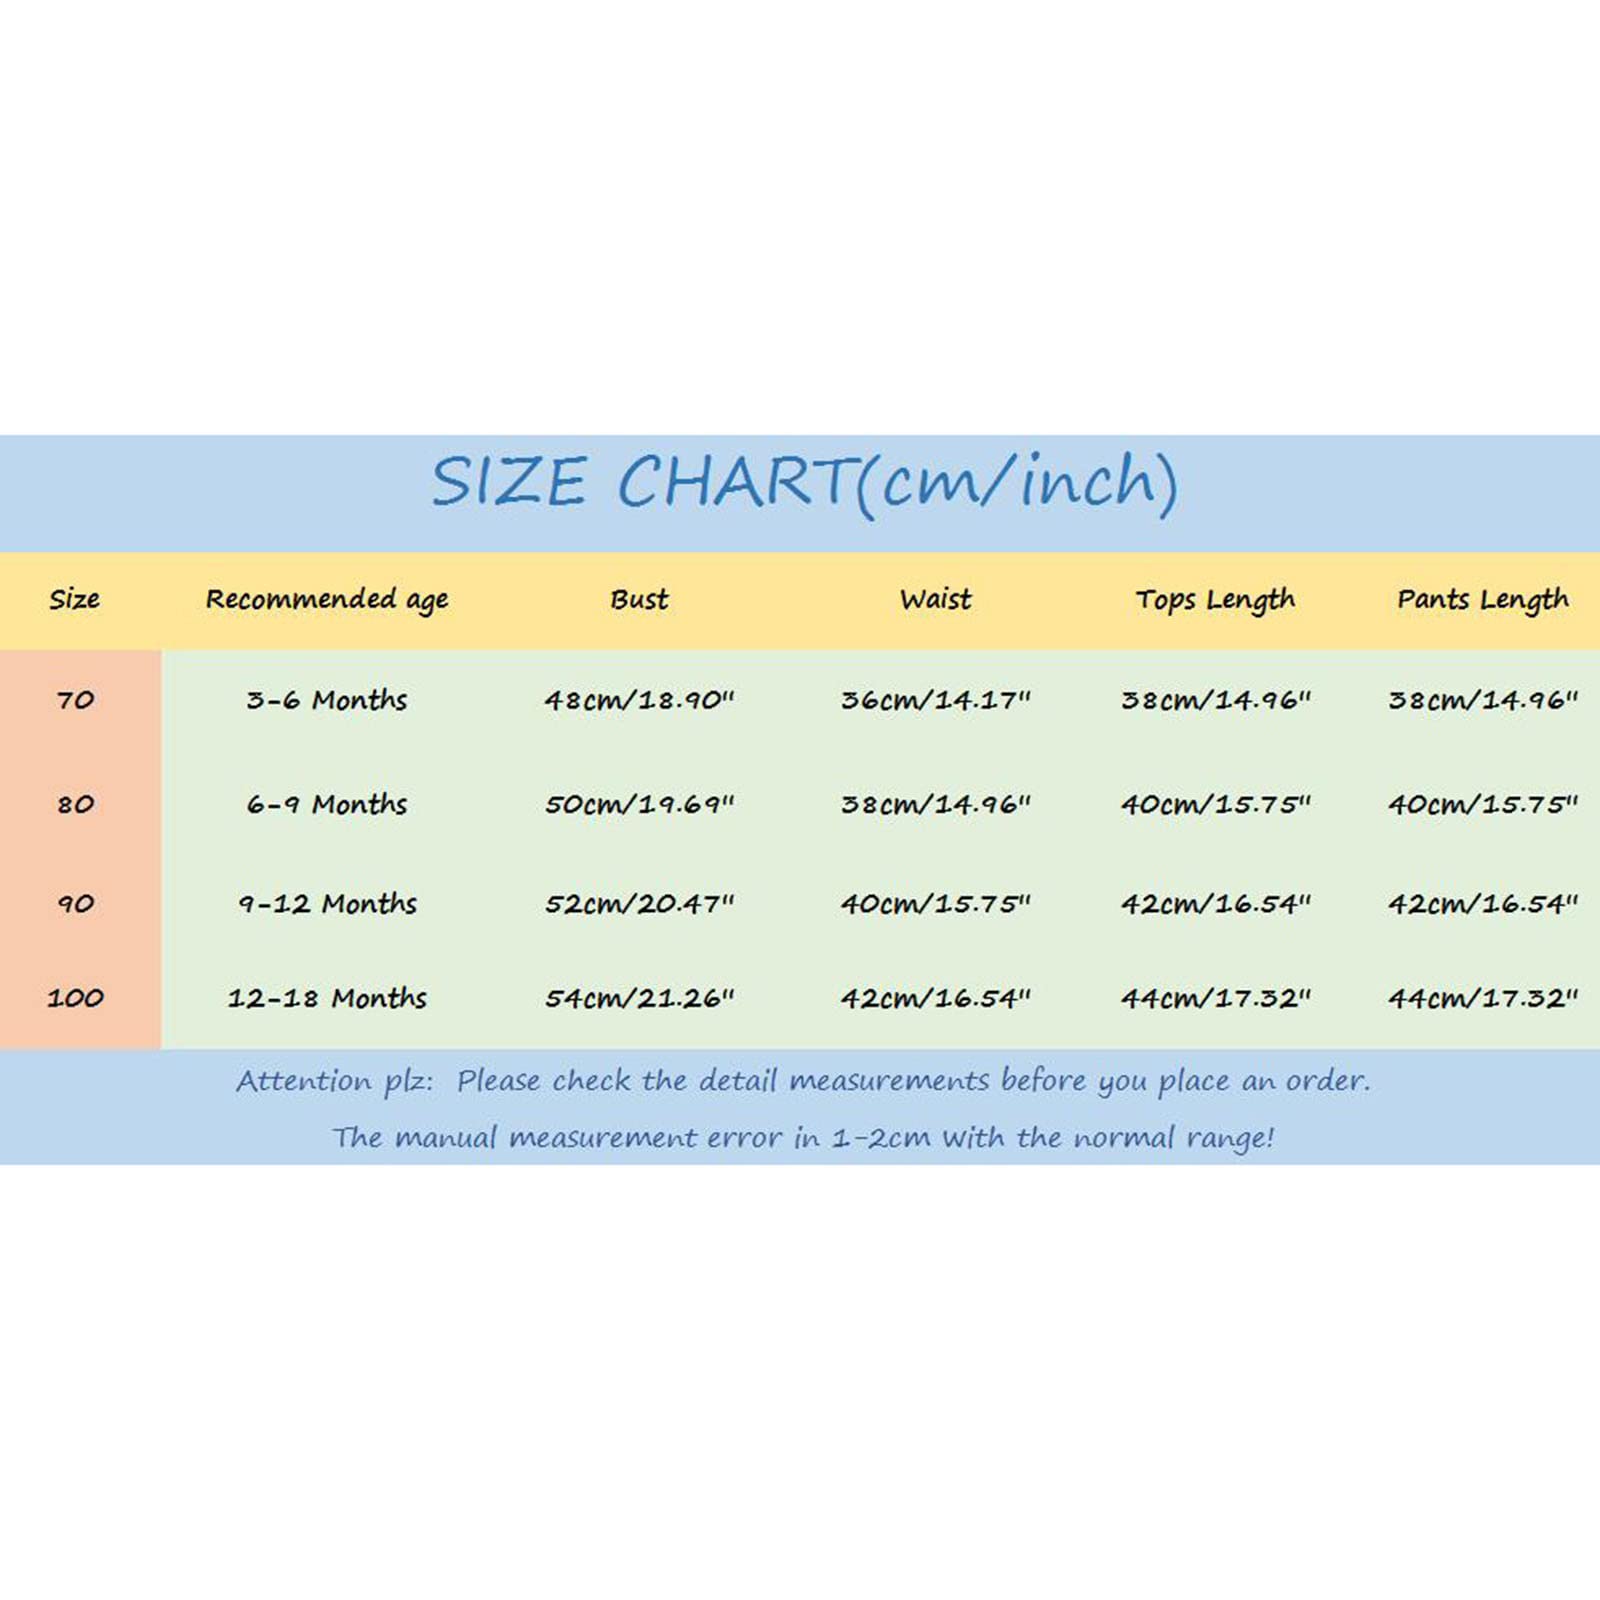 SIZE CHART(cm/inch)
Size Recommended age Bust Waist Tops Length Pants Length
70 3-6 Months 48cm/18.90" 36cm/14.17" 38cm/14.96" 38cm/14.96"
80 6-9 Months 50cm/19.69" 38cm/14.96" 40cm/15.75" 40cm/15.75"
90 9-12 Months 52cm/20.47" 40cm/15.75" 42cm/16.54" 42cm/16.54"
100 12-18 Months 54cm/21.26" 42cm/16.54" 44cm/17.32" 44cm/17.32"
Attention plz: Please check the detail measurements before you place an order.
The manual measurement error in 1-2cm with the normal range!